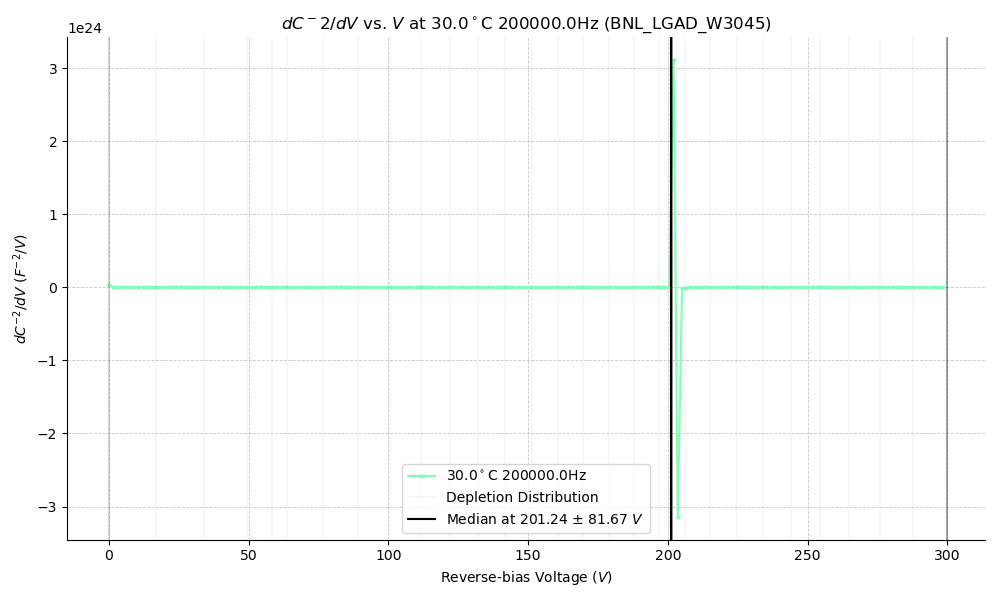 dC⁻2/dV vs. V at 30.0°C 200000.0Hz (BNL_LGAD_W3045)
1e24
3
2
1
0
−1
−2
−3
dC⁻²/dV (F⁻²/V)
30.0°C 200000.0Hz
Depletion Distribution
Median at 201.24 ± 81.67 V
0 50 100 150 200 250 300
Reverse-bias Voltage (V)